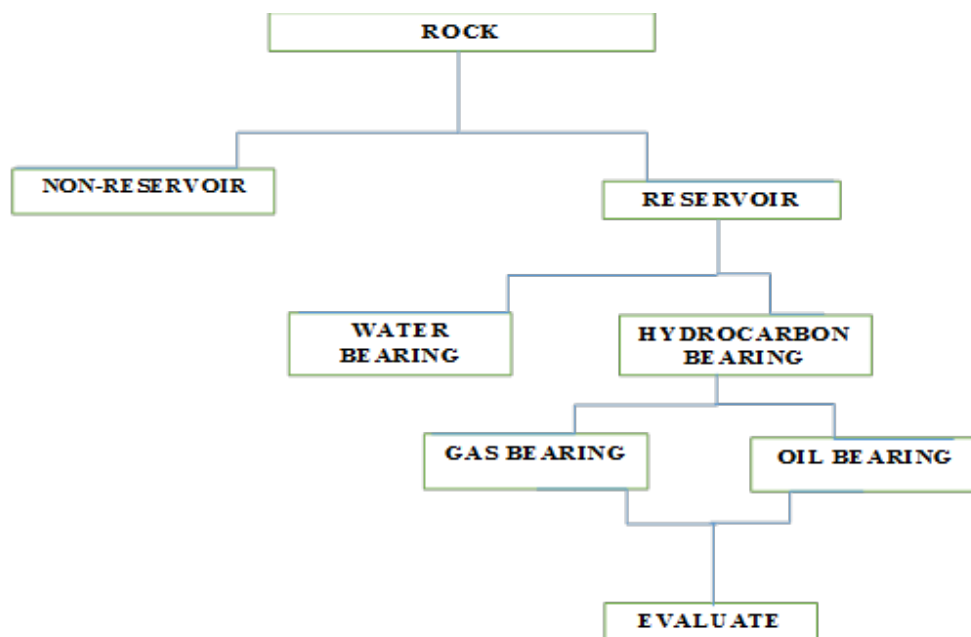 ROCK
NON-RESERVOIR
RESERVOIR
WATER
BEARING
HYDROCARBON
BEARING
GAS BEARING
OIL BEARING
EVALUATE